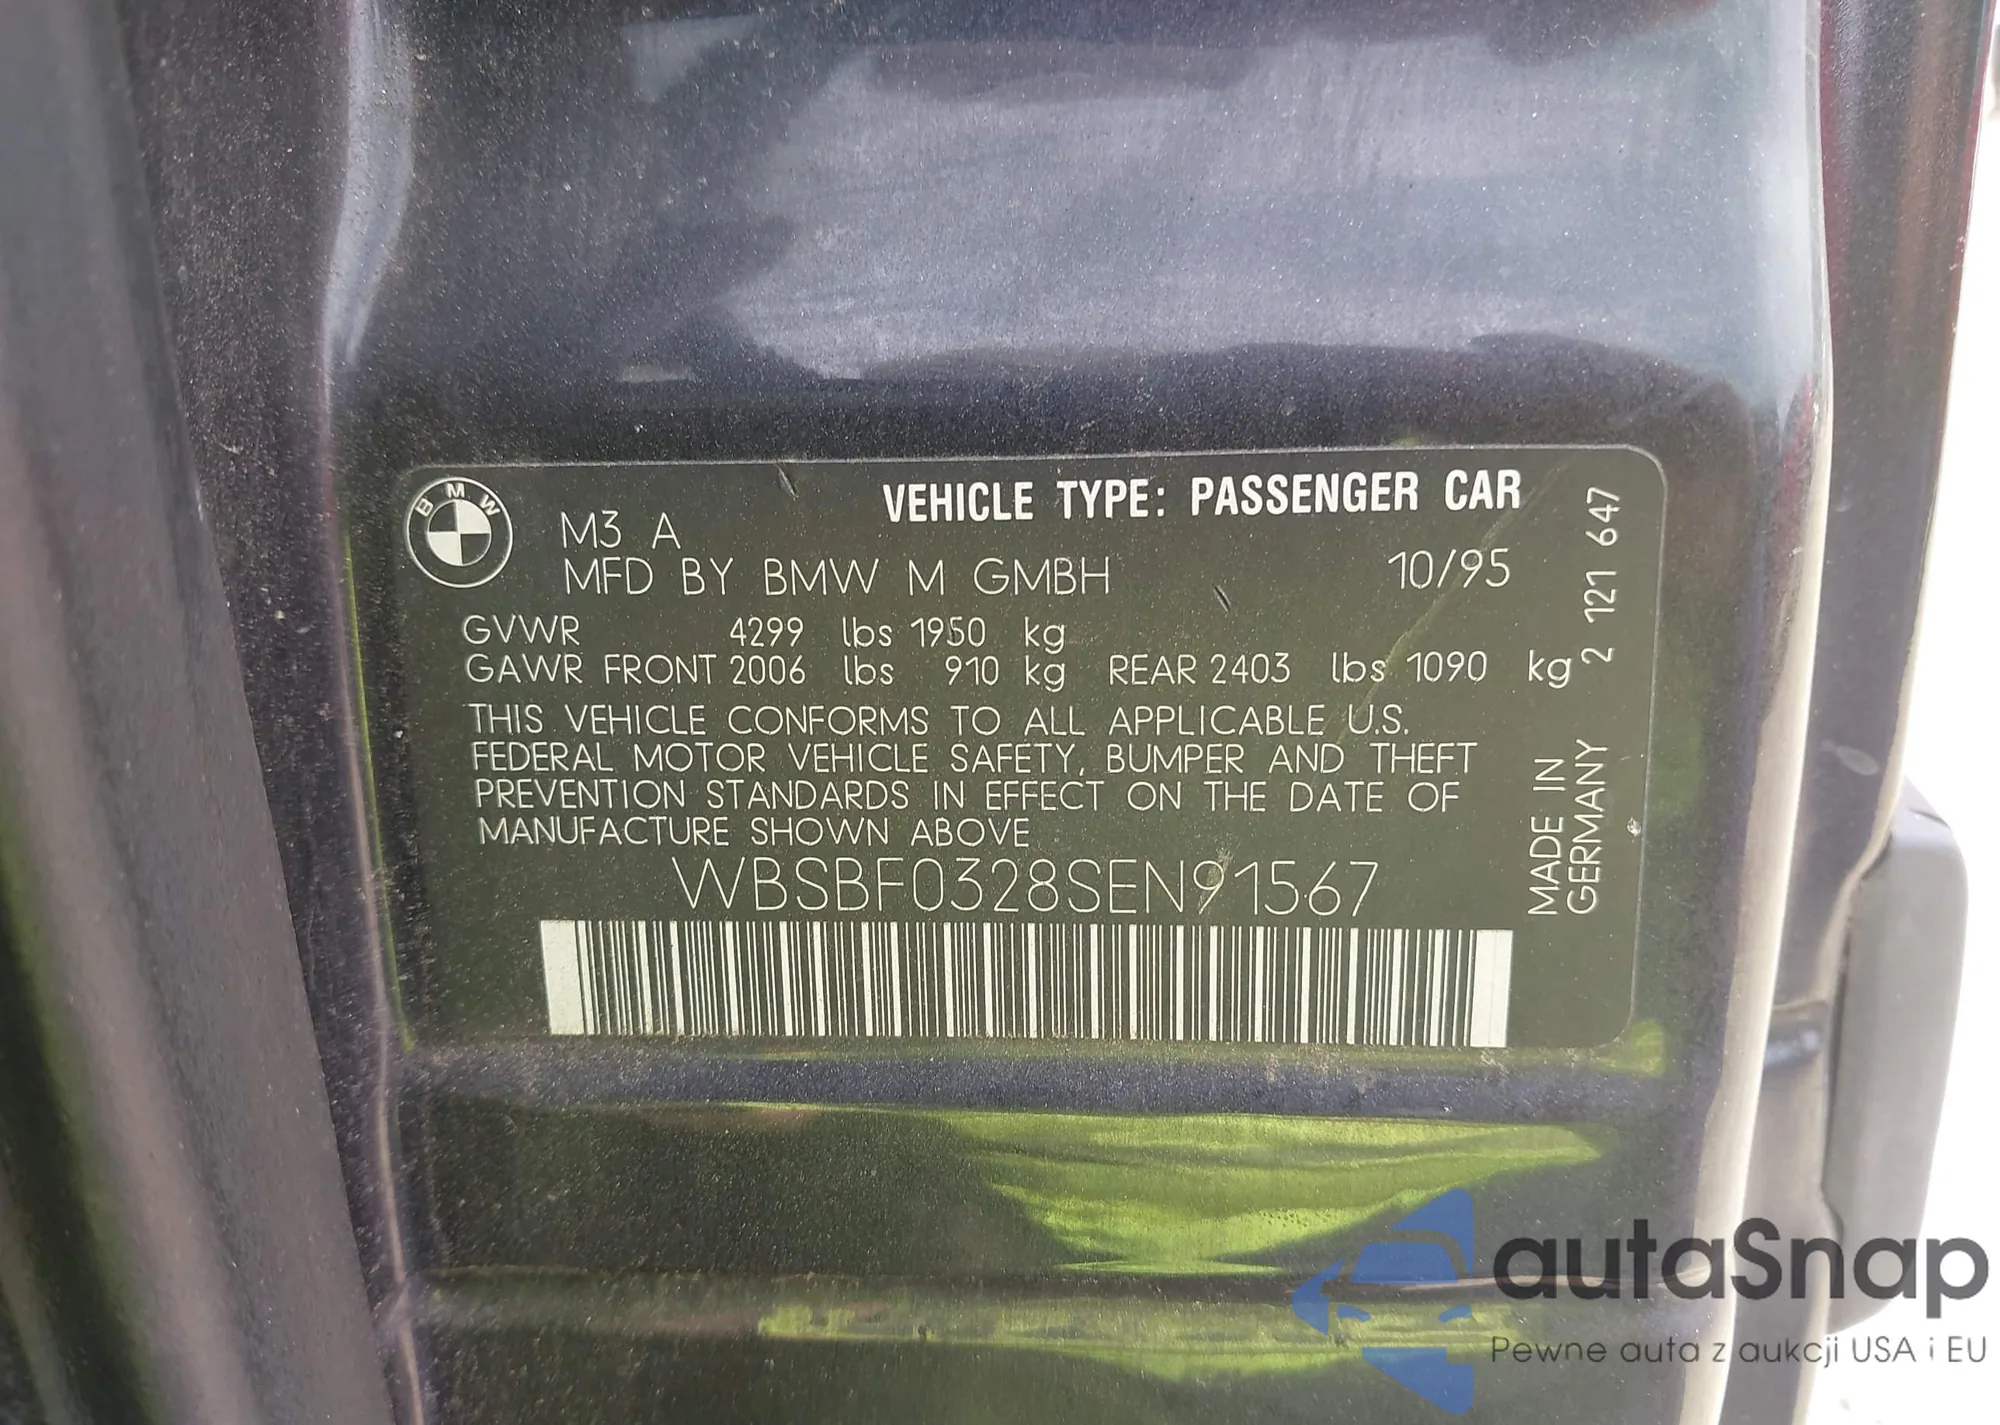 BMW
M3 A
VEHICLE TYPE: PASSENGER CAR
MFD BY BMW M GMBH
10/95
GVWR 4299 lbs 1950 kg
GAWR FRONT 2006 lbs 910 kg REAR 2403 lbs 1090 kg
THIS VEHICLE CONFORMS TO ALL APPLICABLE U.S.
FEDERAL MOTOR VEHICLE SAFETY, BUMPER AND THEFT
PREVENTION STANDARDS IN EFFECT ON THE DATE OF
MANUFACTURE SHOWN ABOVE
WBSBF0328SEN91567
MADE IN
GERMANY
2 121 647
autaSnap
Pewne auta z aukcji USA i EU